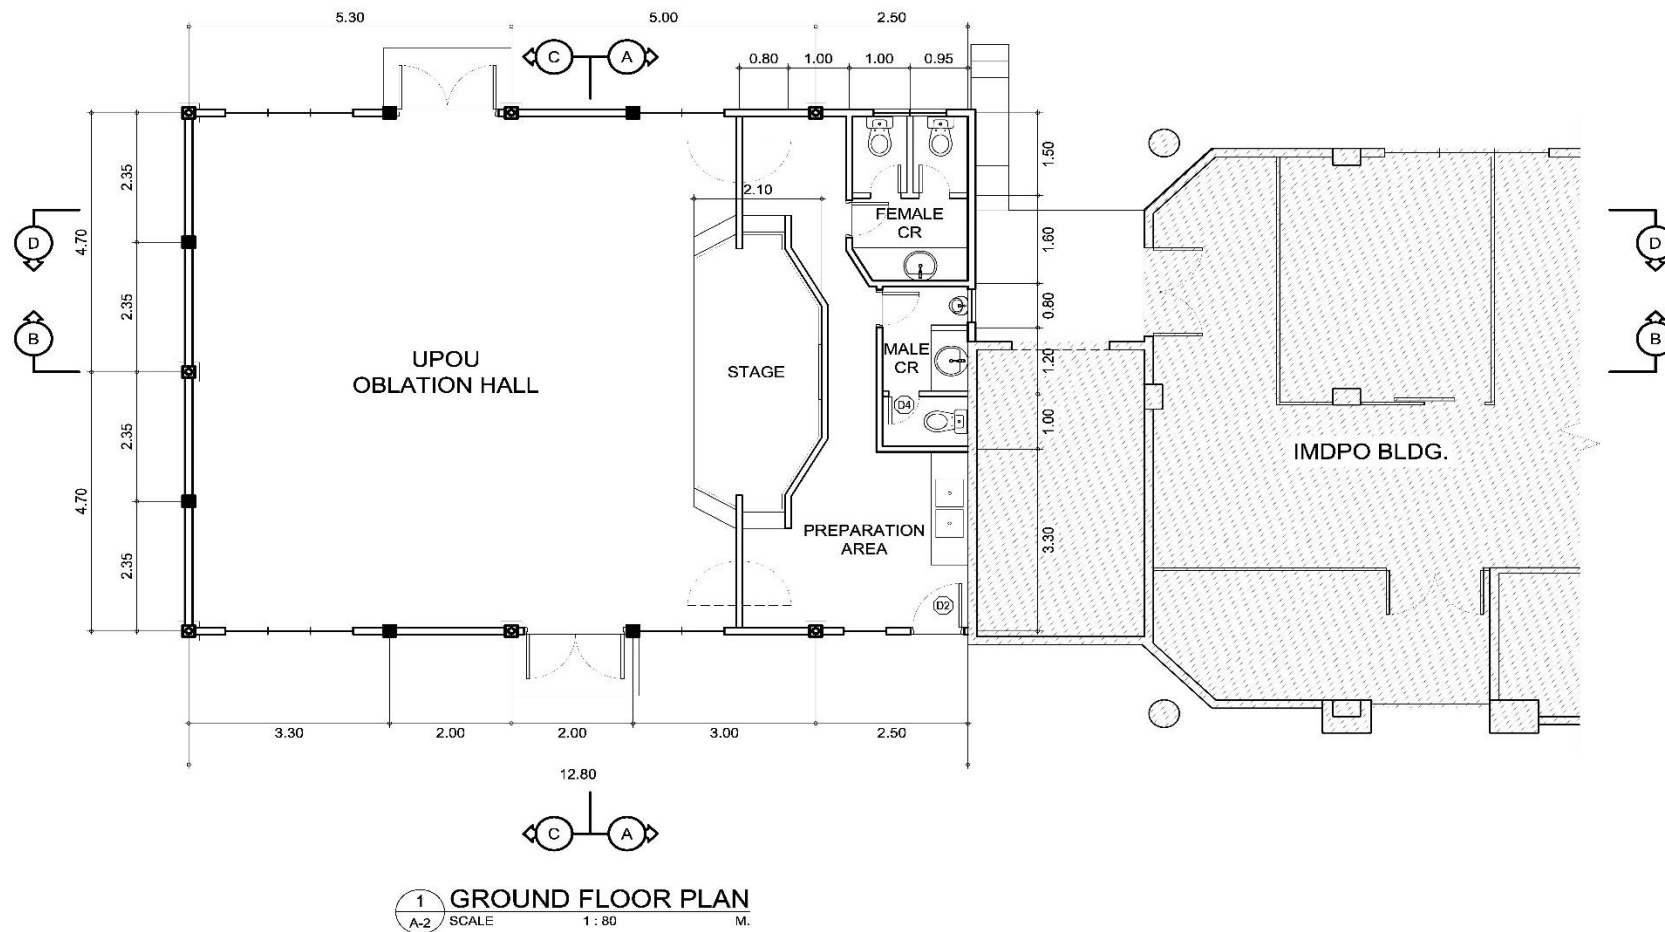 5.30
5.00
2.50
C
A
0.80
1.00
1.00
0.95
2.35
1.50
4.70
2.10
D
FEMALE
CR
1.60
D
2.35
0.80
B
UPOU
OBLATION HALL
STAGE
MALE
CR
1.20
B
D4
2.35
1.00
IMDPO BLDG.
4.70
PREPARATION
AREA
3.30
2.35
D2
3.30
2.00
2.00
3.00
2.50
12.80
C
A
1
A-2
GROUND FLOOR PLAN
SCALE
1 : 80
M.